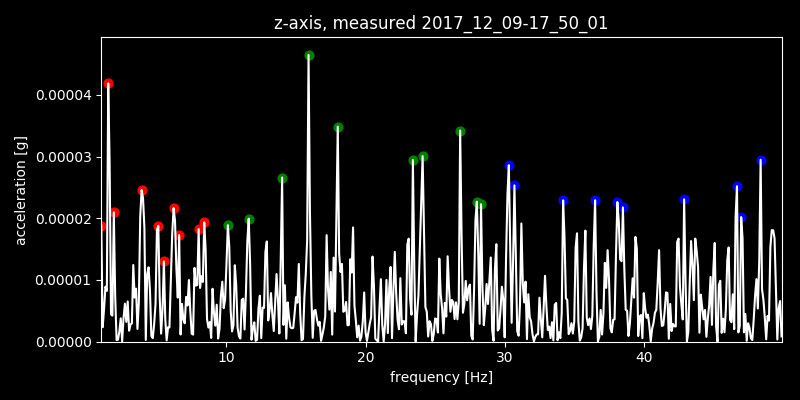 z-axis, measured 2017_12_09-17_50_01
0.00004
0.00003
0.00002
0.00001
0.00000
acceleration [g]
10 20 30 40
frequency [Hz]